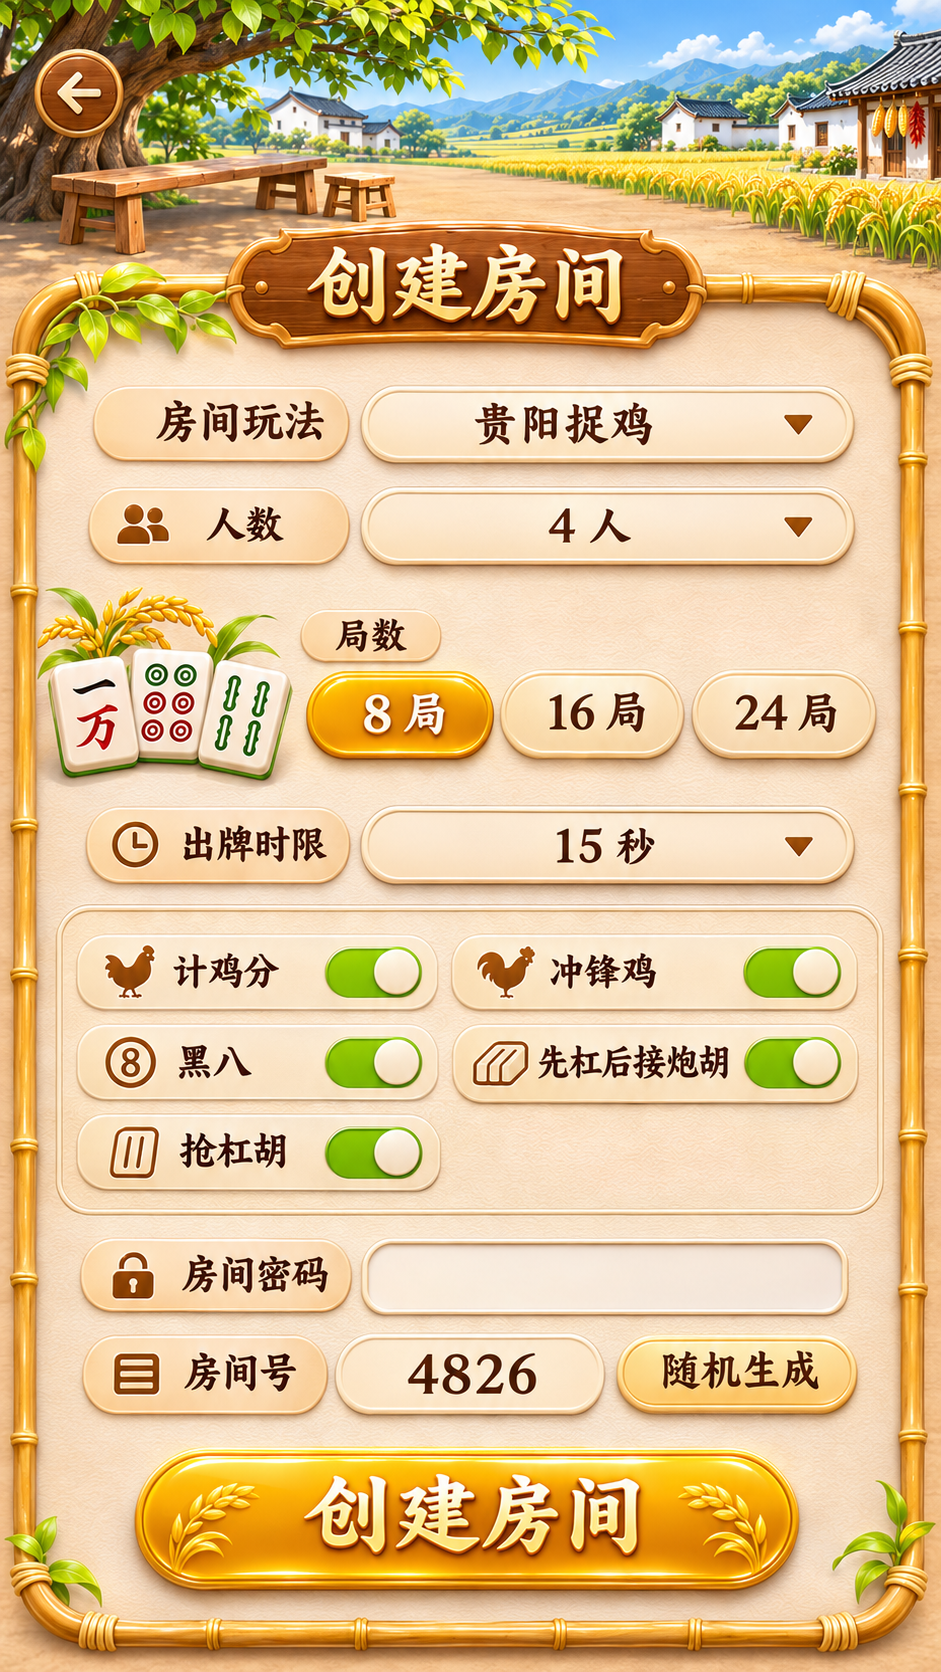 创建房间
房间玩法 贵阳捉鸡
人数 4 人
局数
一万
8 局 16 局 24 局
出牌时限 15 秒
计鸡分 冲锋鸡
8 黑八 先杠后接炮胡
抢杠胡
房间密码
房间号 4826 随机生成
创建房间